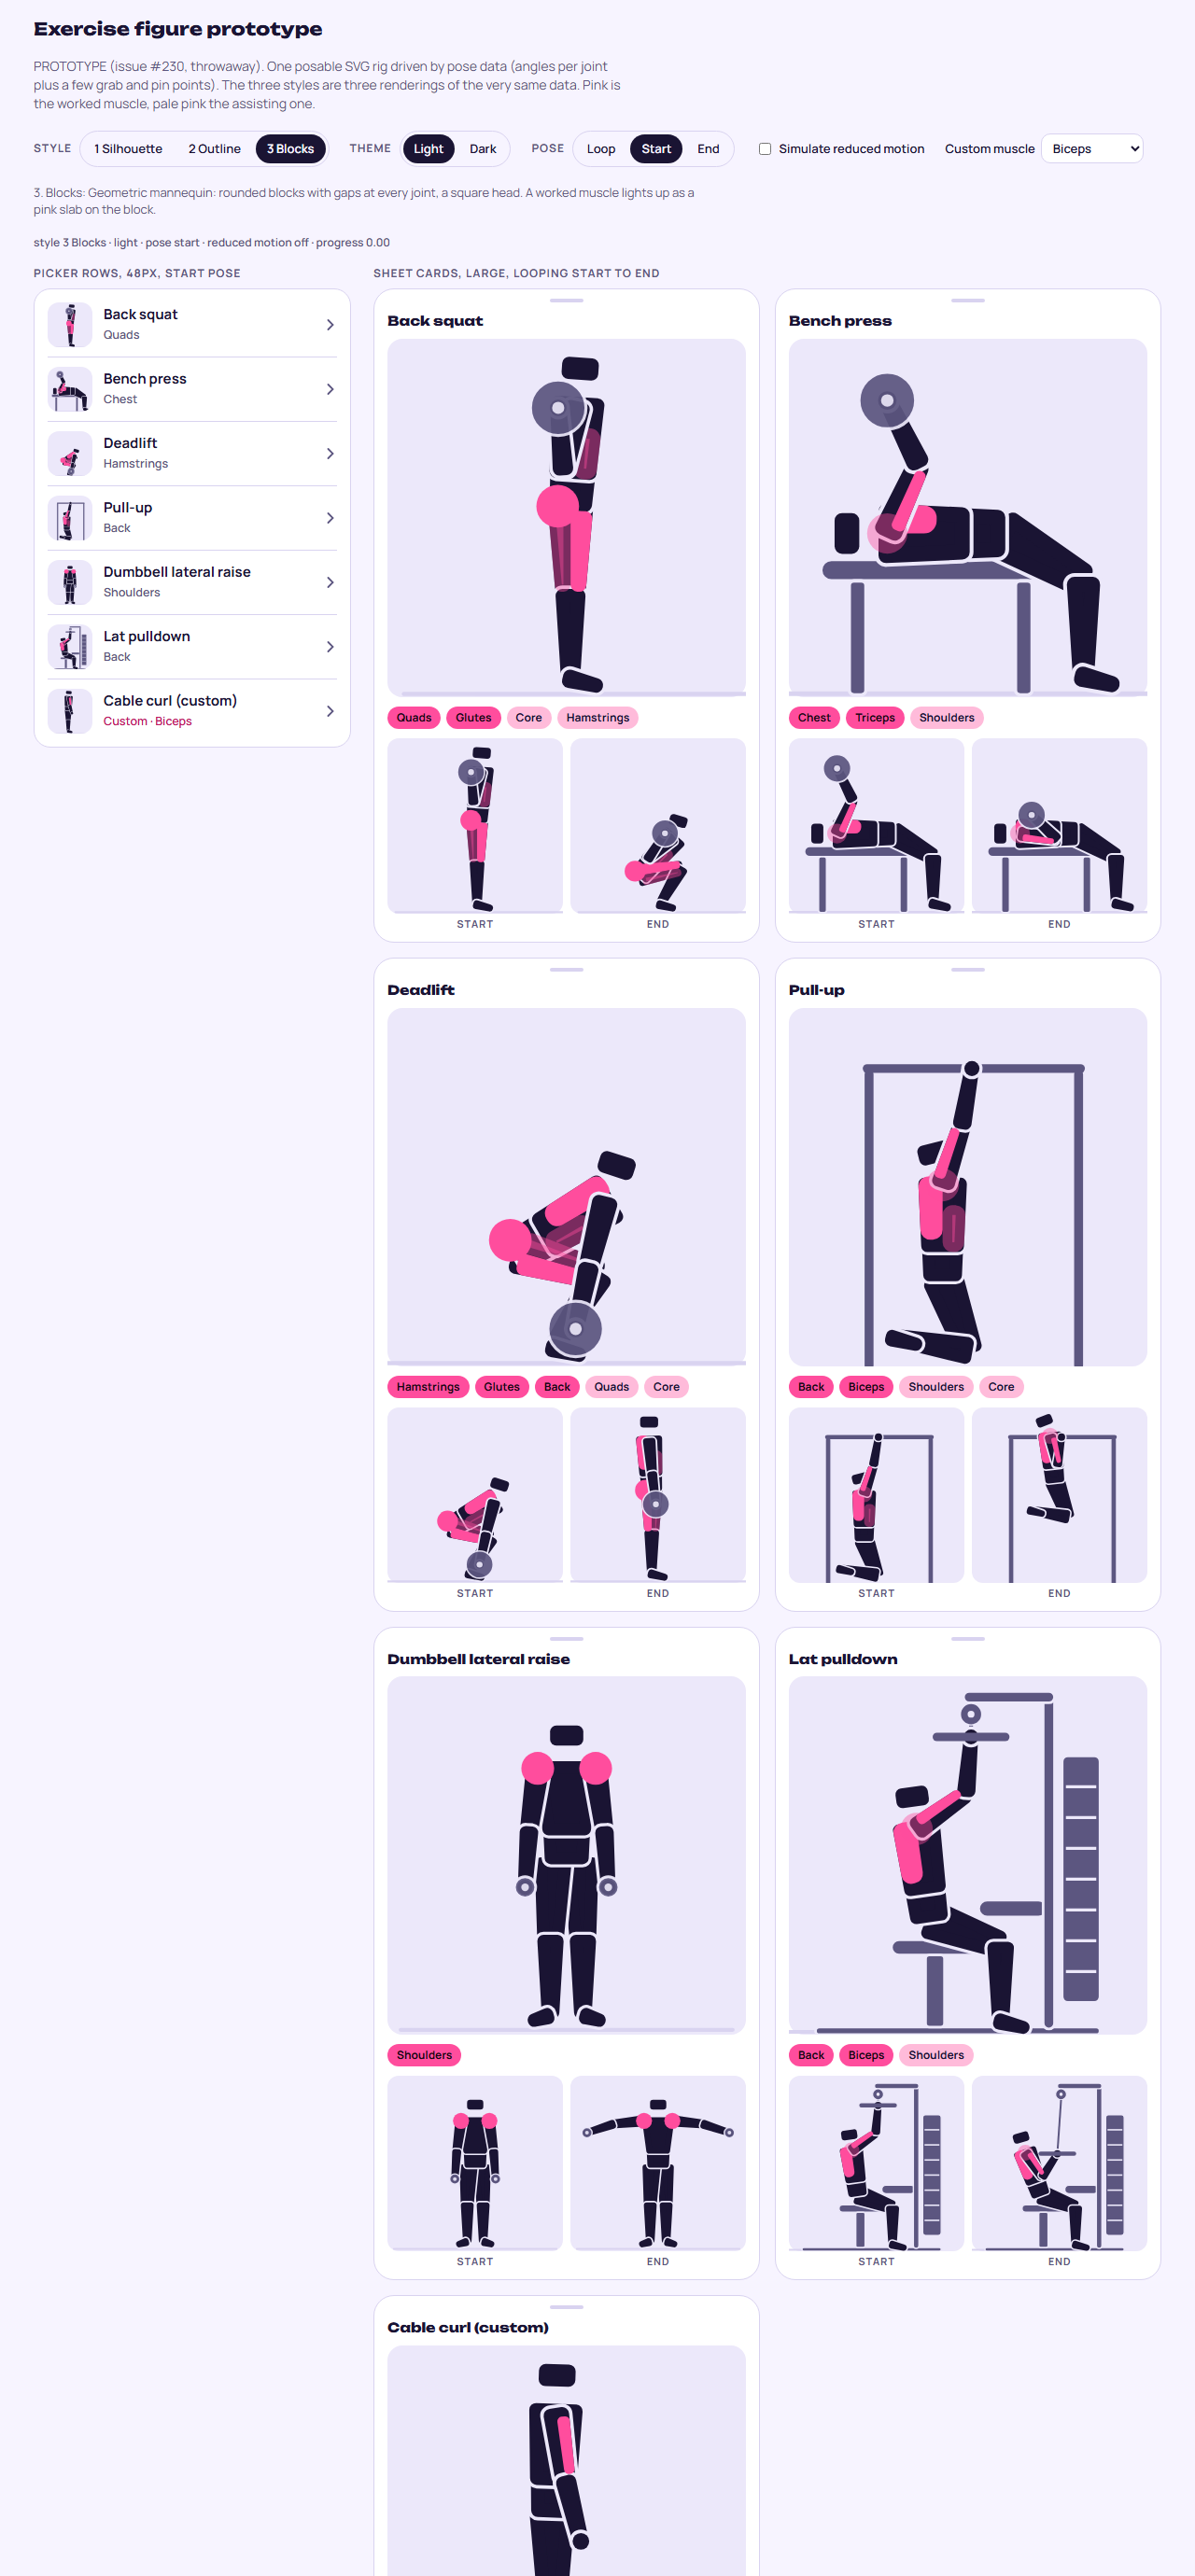 Exercise figure prototype
PROTOTYPE (issue #230, throwaway). One posable SVG rig driven by pose data (angles per joint
plus a few grab and pin points). The three styles are three renderings of the very same data. Pink is
the worked muscle, pale pink the assisting one.
STYLE 1 Silhouette 2 Outline 3 Blocks THEME Light Dark POSE Loop Start End Simulate reduced motion Custom muscle Biceps
3. Blocks: Geometric mannequin: rounded blocks with gaps at every joint, a square head. A worked muscle lights up as a
pink slab on the block.
style 3 Blocks · light · pose start · reduced motion off · progress 0.00
PICKER ROWS, 48PX, START POSE
Back squat
Quads
Bench press
Chest
Deadlift
Hamstrings
Pull-up
Back
Dumbbell lateral raise
Shoulders
Lat pulldown
Back
Cable curl (custom)
Custom · Biceps
SHEET CARDS, LARGE, LOOPING START TO END
Back squat
Quads Glutes Core Hamstrings
START END
Bench press
Chest Triceps Shoulders
START END
Deadlift
Hamstrings Glutes Back Quads Core
START END
Pull-up
Back Biceps Shoulders Core
START END
Dumbbell lateral raise
Shoulders
START END
Lat pulldown
Back Biceps Shoulders
START END
Cable curl (custom)